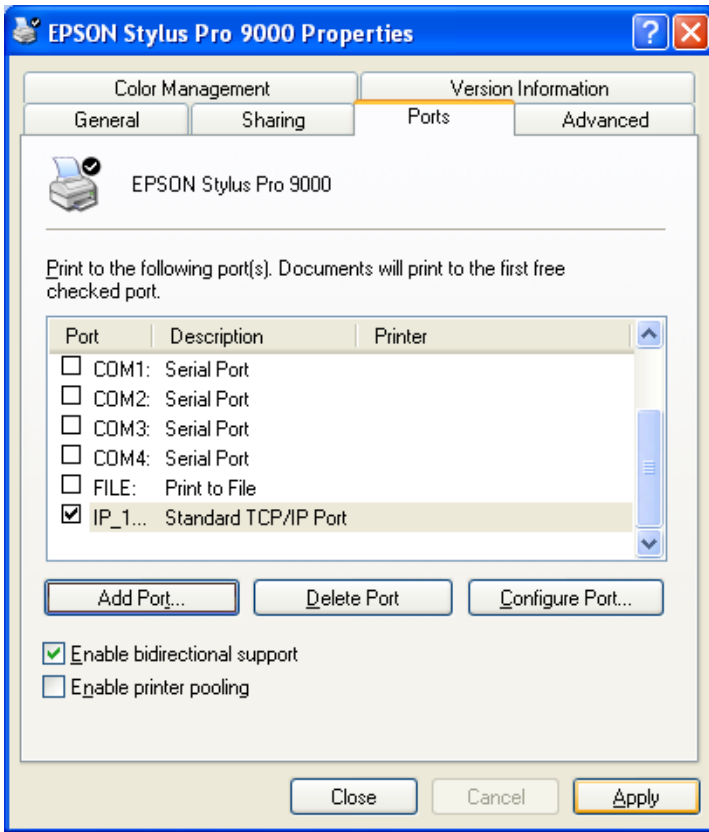 EPSON Stylus Pro 9000 Properties
Color Management Version Information
General Sharing Ports Advanced
EPSON Stylus Pro 9000
Print to the following port(s). Documents will print to the first free
checked port.
Port Description Printer
COM1: Serial Port
COM2: Serial Port
COM3: Serial Port
COM4: Serial Port
FILE: Print to File
IP_1... Standard TCP/IP Port
Add Port... Delete Port Configure Port...
Enable bidirectional support
Enable printer pooling
Close Cancel Apply